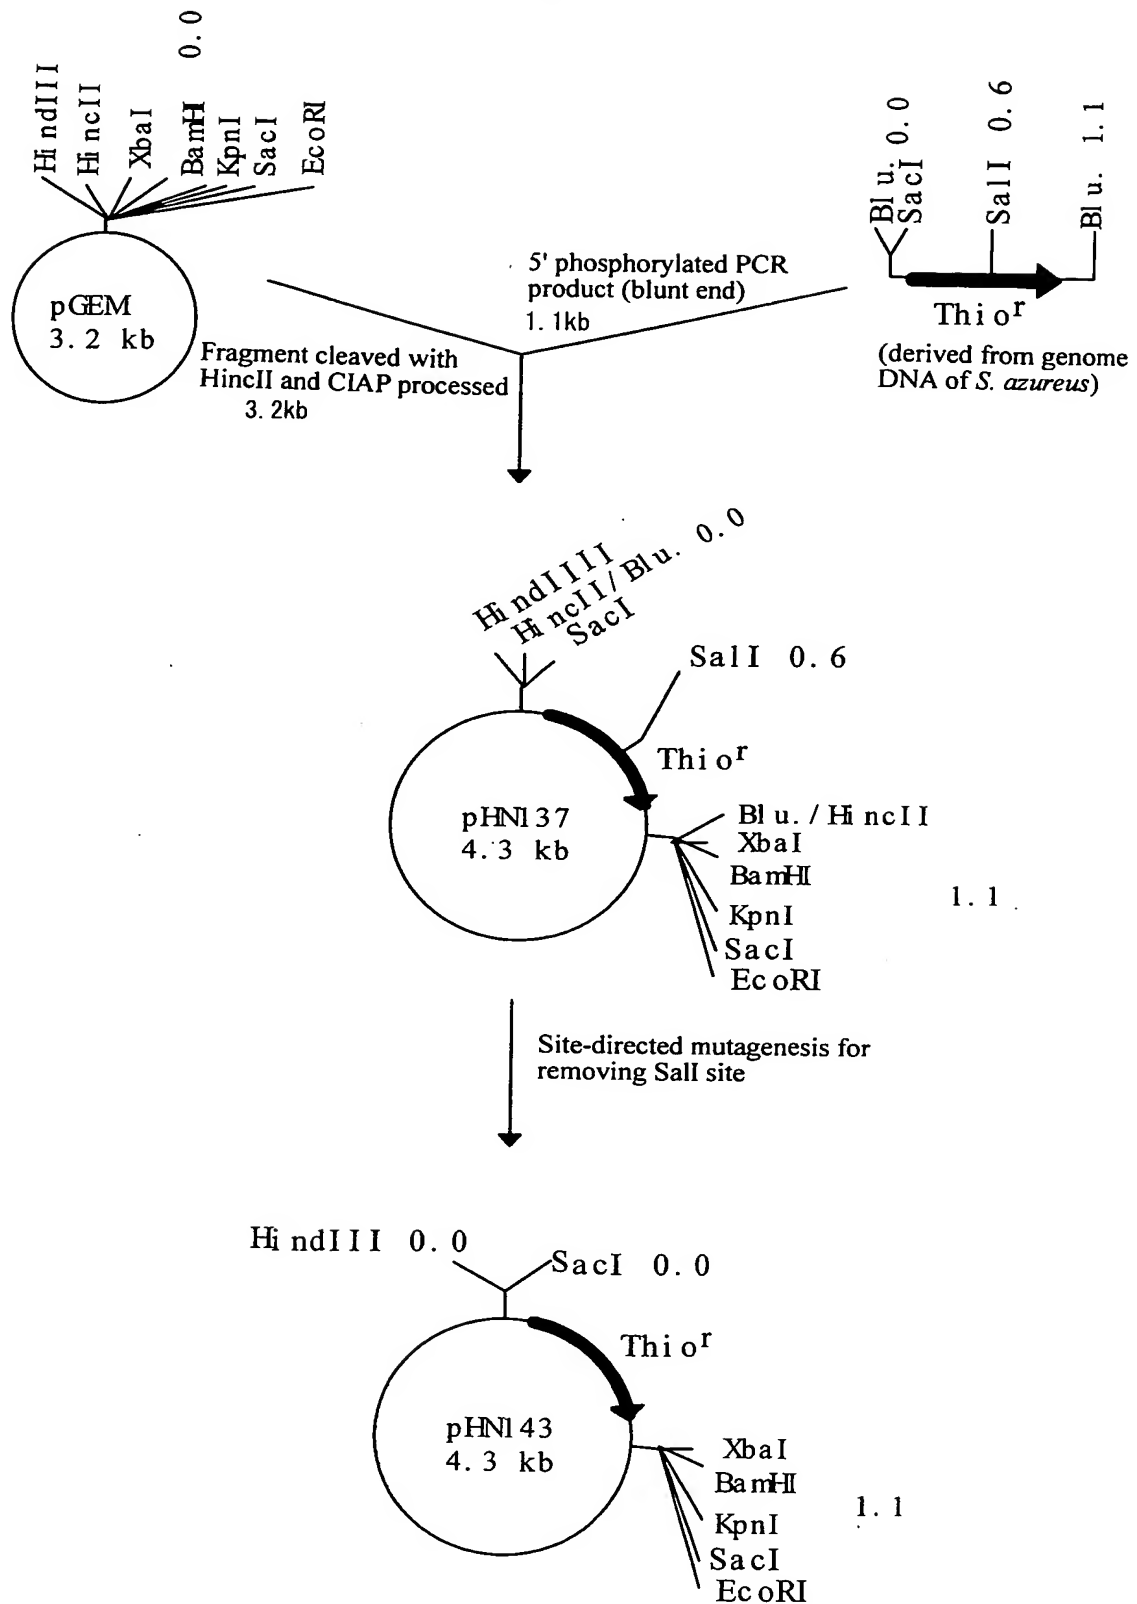 HindIII
HincII
XbaI
BamHI
0.0
KpnI
SacI
EcoRI
pGEM
3.2 kb
Fragment cleaved with
HincII and CIAP processed
3.2kb
5' phosphorylated PCR
product (blunt end)
1.1kb
Blu.
SacI 0.0
SalI 0.6
Blu. 1.1
Thioʳ
(derived from genome
DNA of S. azureus)
HindIIII
HincII/Blu. 0.0
SacI
SalI 0.6
Thioʳ
pHN137
4.3 kb
Blu./HincII
XbaI
BamHI
1.1
KpnI
SacI
EcoRI
Site-directed mutagenesis for
removing SalI site
HindIII 0.0
SacI 0.0
Thioʳ
pHN143
4.3 kb
XbaI
BamHI
1.1
KpnI
SacI
EcoRI